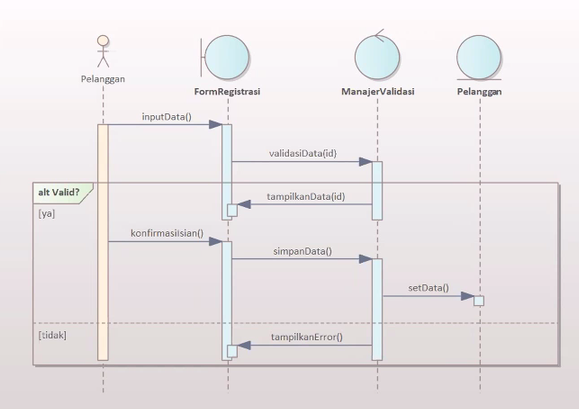 Pelanggan
FormRegistrasi
ManajerValidasi
Pelanggan
inputData()
validasiData(id)
alt Valid?
tampilkanData(id)
[ya]
konfirmasiIsian()
simpanData()
setData()
[tidak]
tampilkanError()